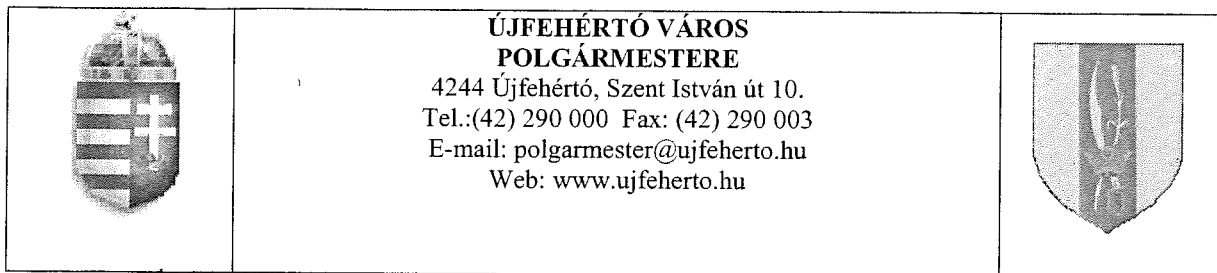 ÚJFEHÉRTÓ VÁROS
POLGÁRMESTERE
4244 Újfehértó, Szent István út 10.
Tel.:(42) 290 000 Fax: (42) 290 003
E-mail: polgarmester@ujfeherto.hu
Web: www.ujfeherto.hu